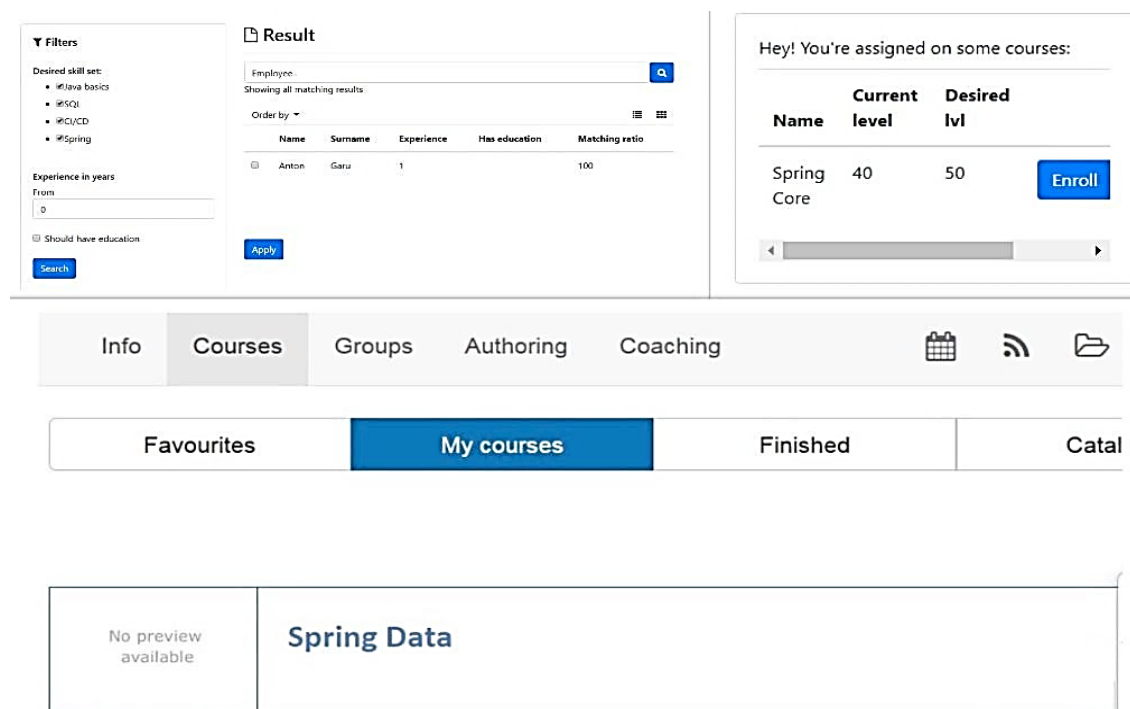 Filters
Desired skill set:
Java basics
SQL
CI/CD
Spring
Experience in years
From
0
Should have education
Search
Result
Employee
Showing all matching results
Order by
Name Surname Experience Has education Matching ratio
Anton Garu 1 100
Apply
Hey! You're assigned on some courses:
Name Current level Desired lvl
Spring Core 40 50 Enroll
Info Courses Groups Authoring Coaching
Favourites My courses Finished Catal
No preview available
Spring Data